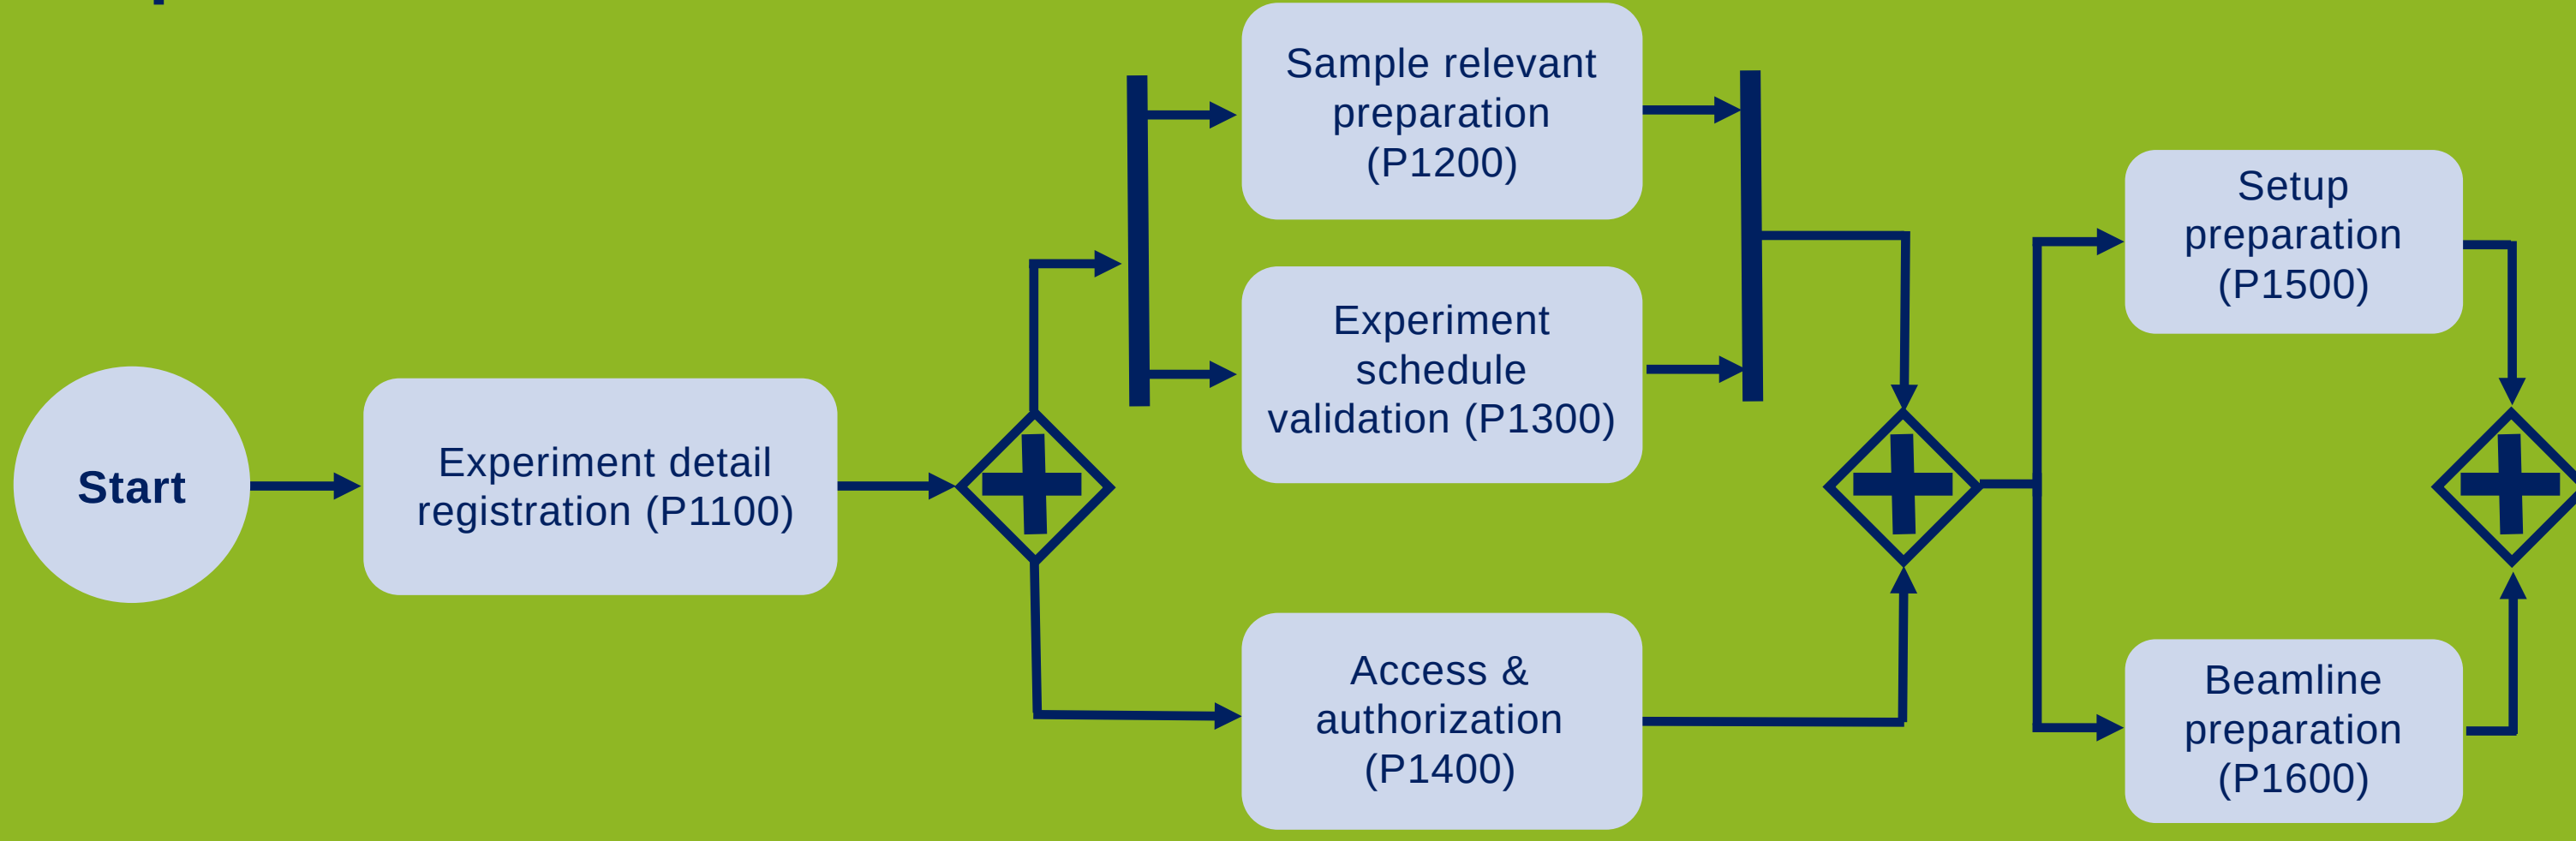 Start
Experiment detail
registration (P1100)
Sample relevant
preparation
(P1200)
Experiment
schedule
validation (P1300)
Access &
authorization
(P1400)
Setup
preparation
(P1500)
Beamline
preparation
(P1600)